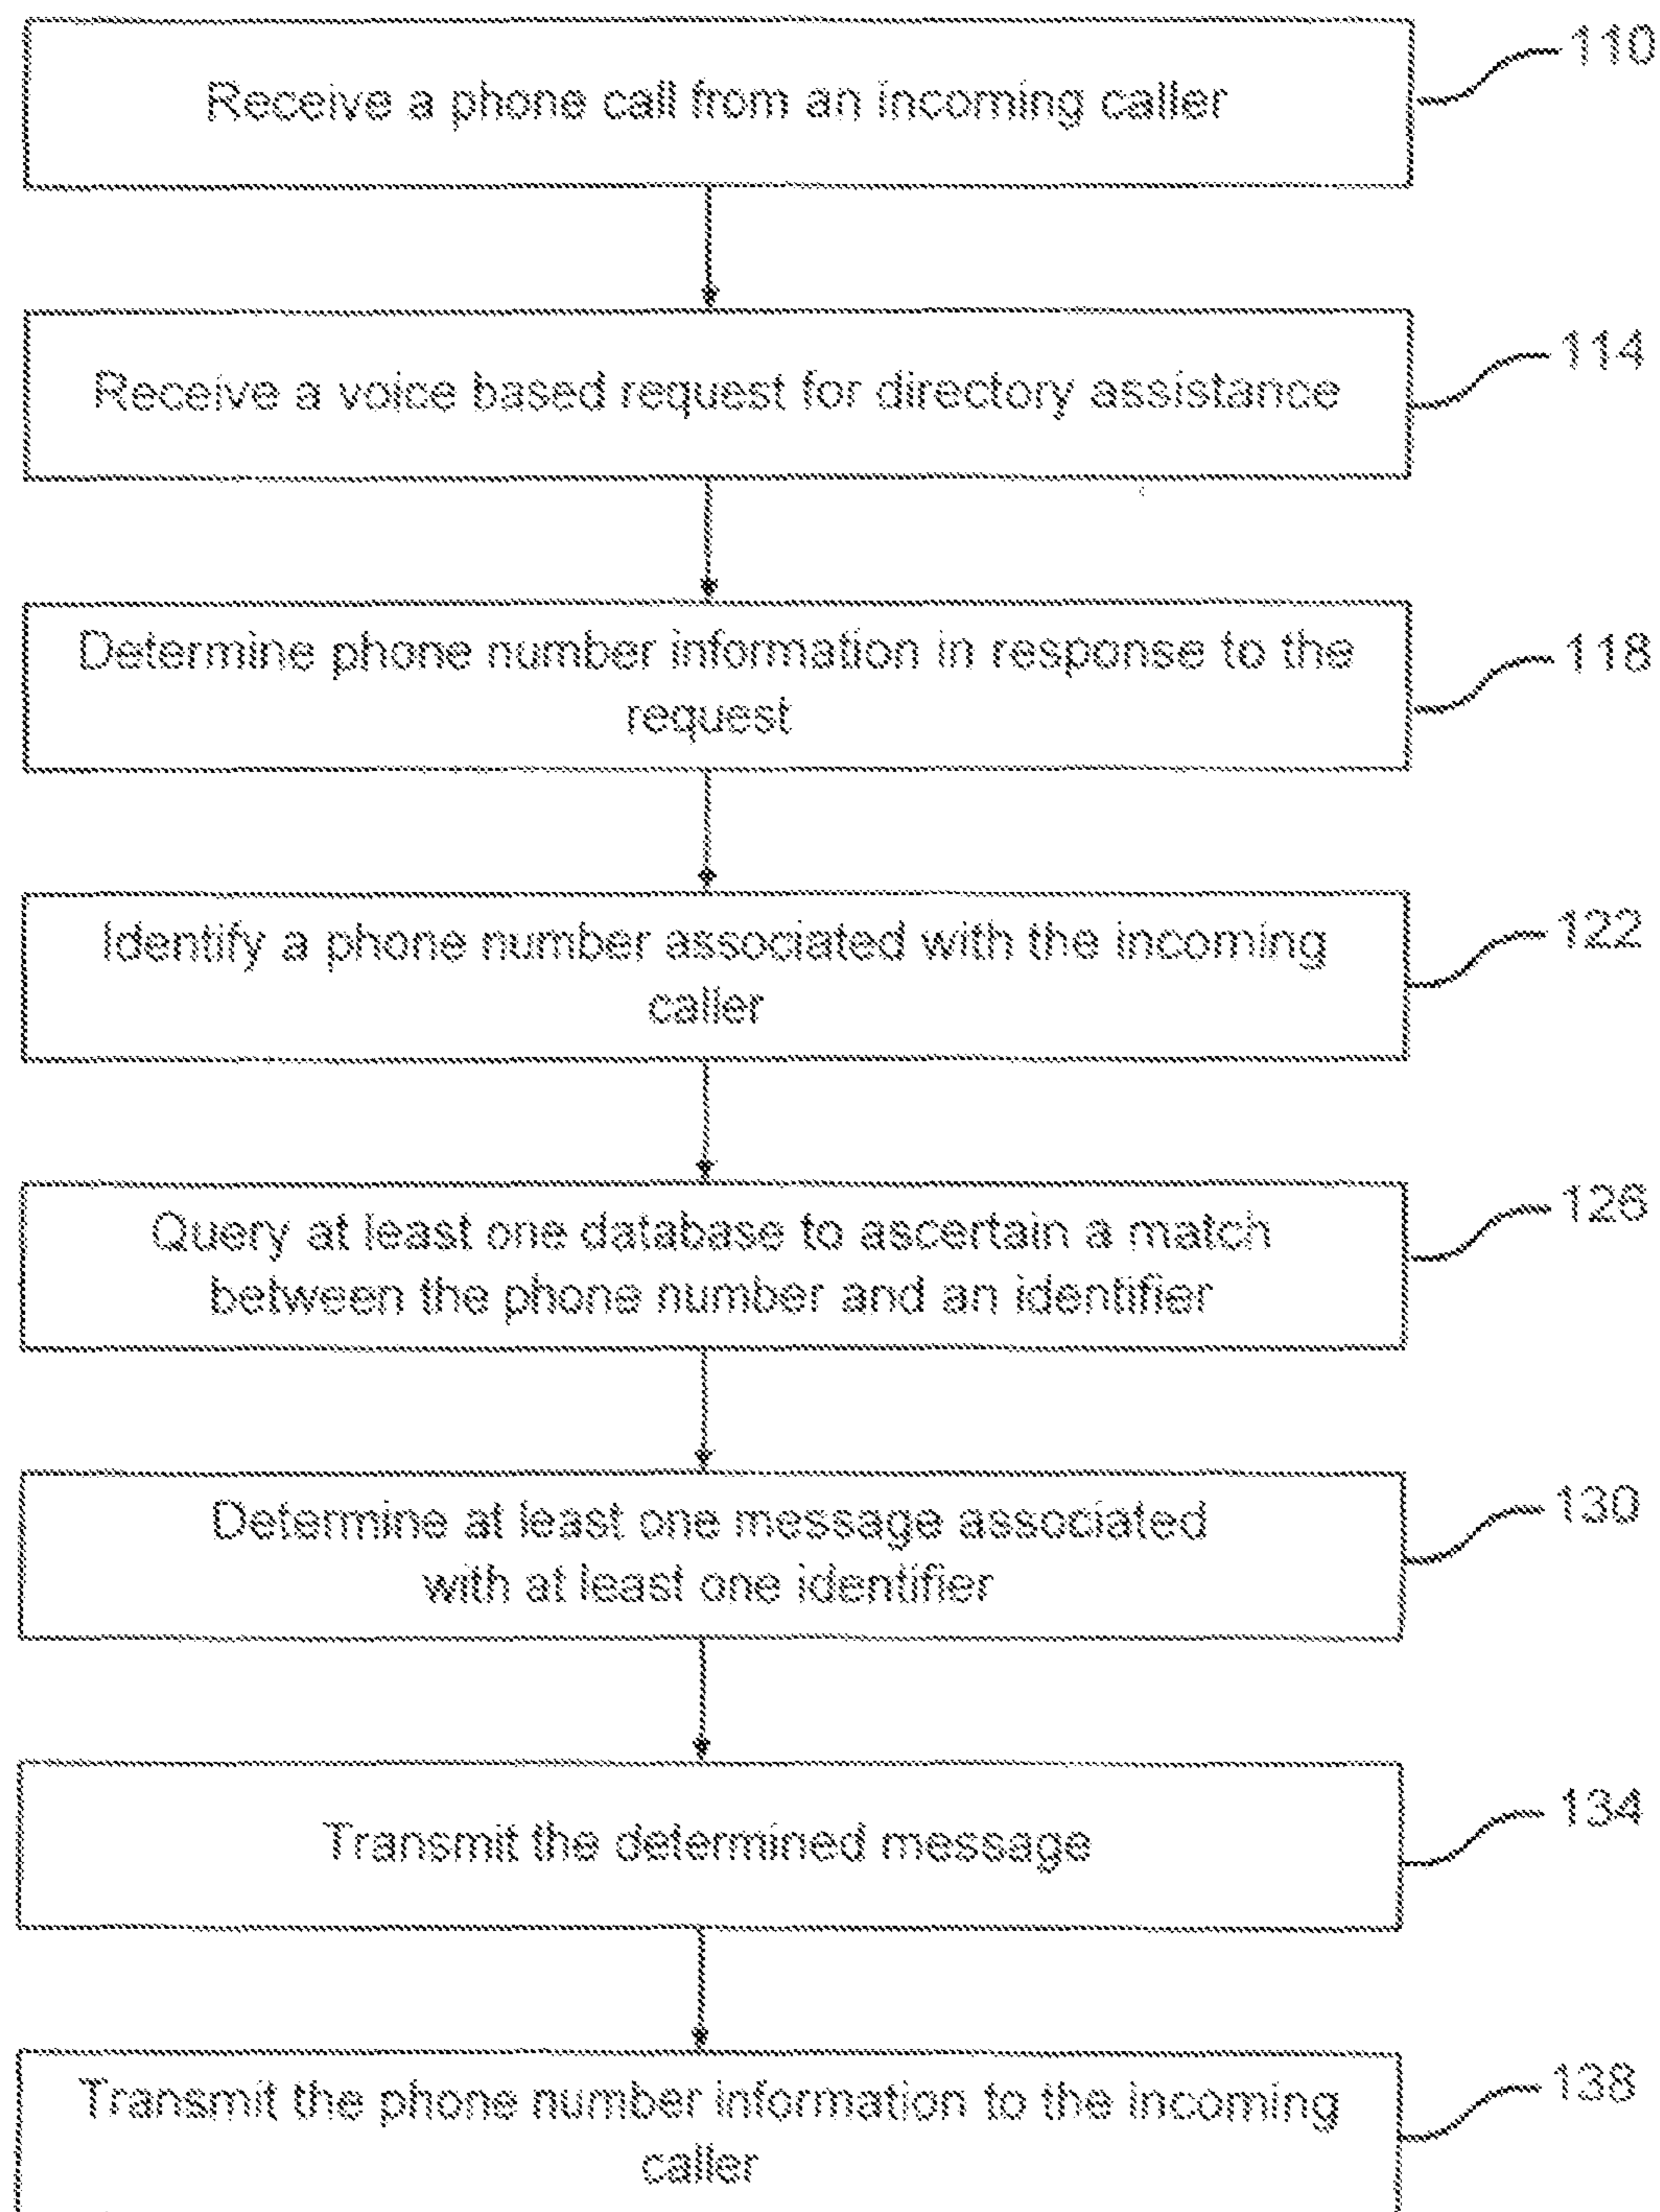 Receive a phone call from an incoming caller
110
Receive a voice based request for directory assistance
114
Determine phone number information in response to the
request
118
Identify a phone number associated with the incoming
caller
122
Query at least one database to ascertain a match
between the phone number and an identifier
126
Determine at least one message associated
with at least one identifier
130
Transmit the determined message
134
Transmit the phone number information to the incoming
caller
138